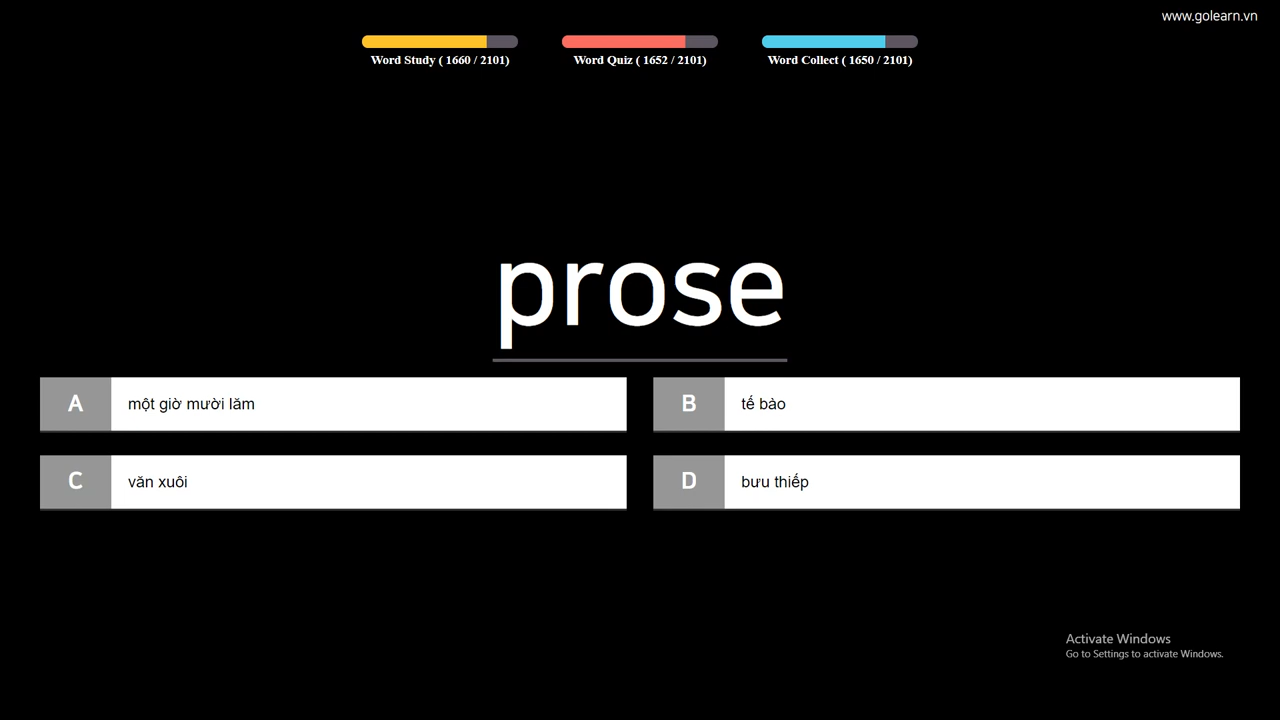 www.golearn.vn
Word Study ( 1660 / 2101)
Word Quiz ( 1652 / 2101)
Word Collect ( 1650 / 2101)
prose
A một giờ mười lăm
B tế bào
C văn xuôi
D bưu thiếp
Activate Windows
Go to Settings to activate Windows.